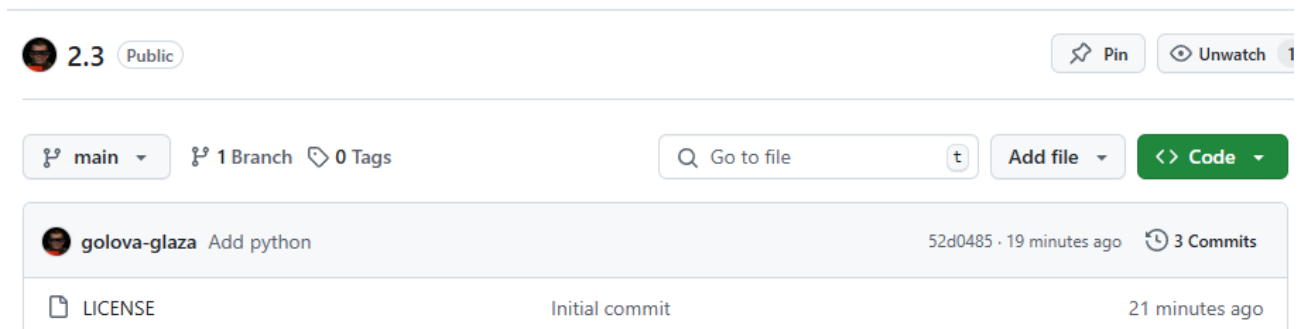 2.3 Public Pin Unwatch 1
main 1 Branch 0 Tags Go to file t Add file Code
golova-glaza Add python 52d0485 · 19 minutes ago 3 Commits
LICENSE Initial commit 21 minutes ago